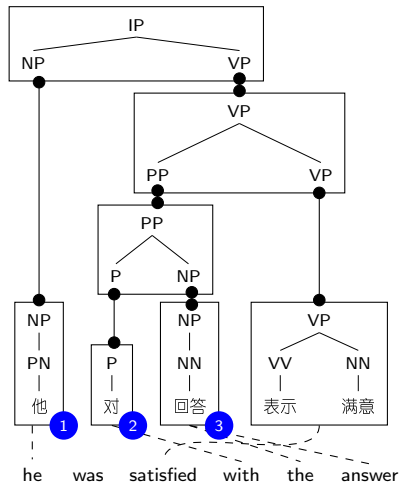 IP
NP VP
VP
PP VP
PP
P NP
NP P NP VP
PN NN VV NN
他 对 回答 表示 满意
1 2 3
he was satisfied with the answer